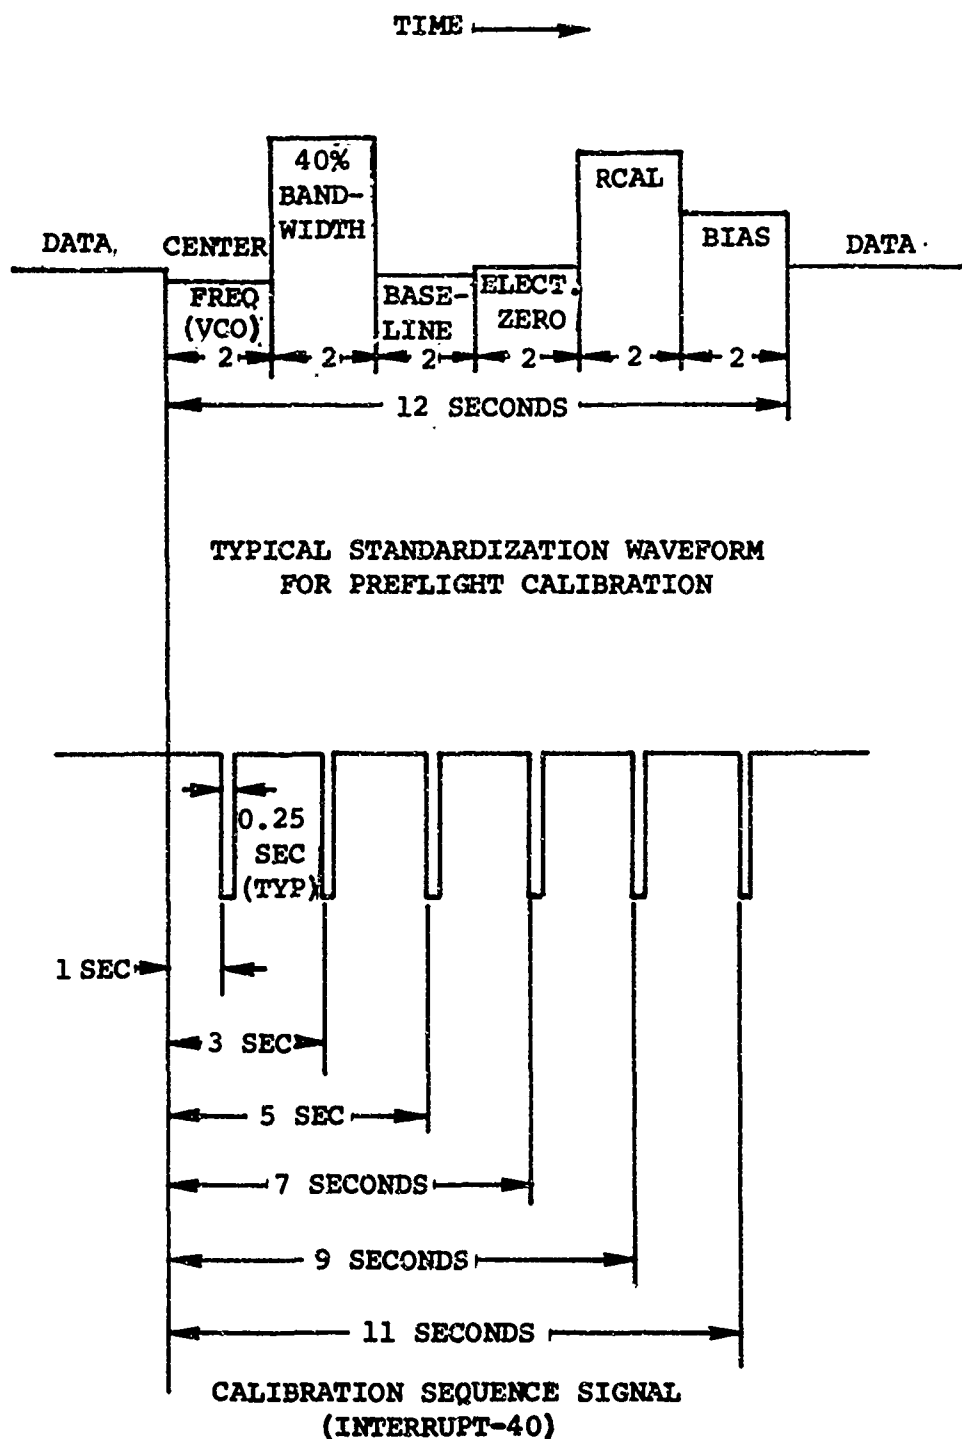 TIME
DATA
CENTER
FREQ
(VCO)
40%
BAND-
WIDTH
BASE-
LINE
ELECT.
ZERO
RCAL
BIAS
DATA
2 2 2 2 2 2
12 SECONDS
TYPICAL STANDARDIZATION WAVEFORM
FOR PREFLIGHT CALIBRATION
0.25
SEC
(TYP)
1 SEC
3 SEC
5 SEC
7 SECONDS
9 SECONDS
11 SECONDS
CALIBRATION SEQUENCE SIGNAL
(INTERRUPT-40)